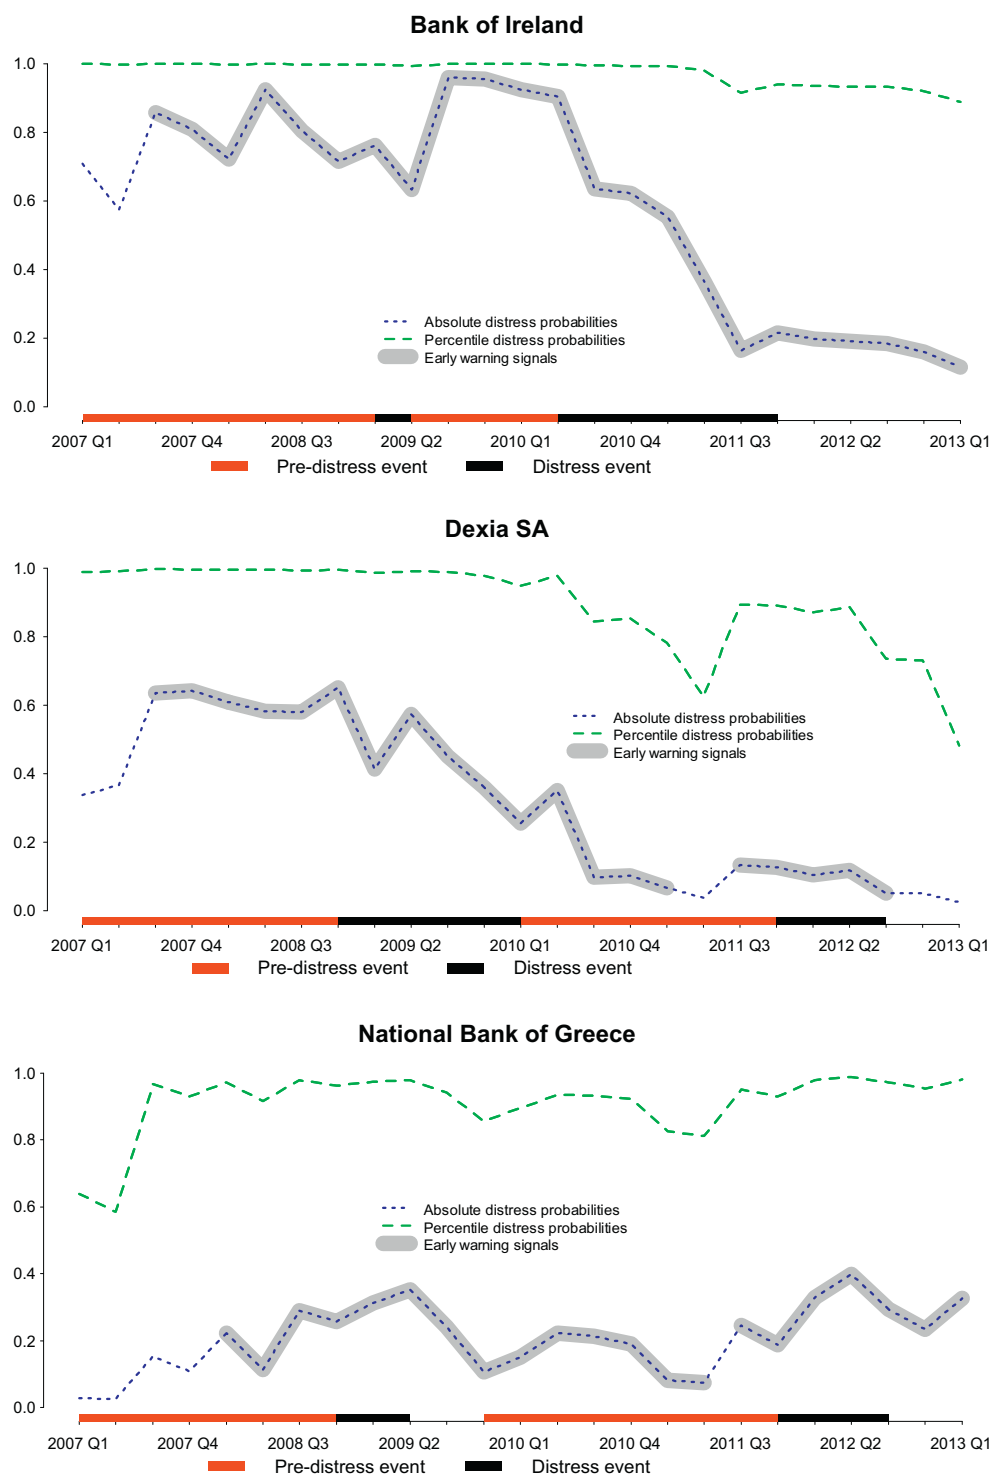 Bank of Ireland
1.0
0.8
0.6
0.4
0.2
0.0
Absolute distress probabilities
Percentile distress probabilities
Early warning signals
2007 Q1 2007 Q4 2008 Q3 2009 Q2 2010 Q1 2010 Q4 2011 Q3 2012 Q2 2013 Q1
Pre-distress event Distress event
Dexia SA
1.0
0.8
0.6
0.4
0.2
0.0
Absolute distress probabilities
Percentile distress probabilities
Early warning signals
2007 Q1 2007 Q4 2008 Q3 2009 Q2 2010 Q1 2010 Q4 2011 Q3 2012 Q2 2013 Q1
Pre-distress event Distress event
National Bank of Greece
1.0
0.8
0.6
0.4
0.2
0.0
Absolute distress probabilities
Percentile distress probabilities
Early warning signals
2007 Q1 2007 Q4 2008 Q3 2009 Q2 2010 Q1 2010 Q4 2011 Q3 2012 Q2 2013 Q1
Pre-distress event Distress event